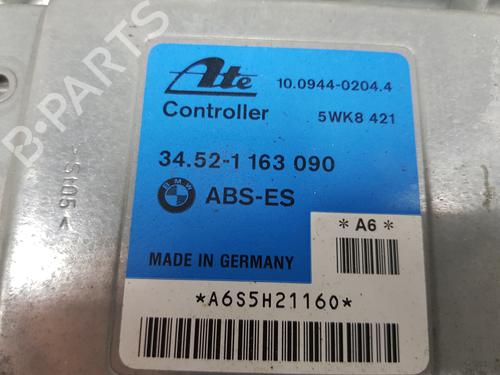 Ate
10.0944-0204.4
Controller
5WK8 421
34.52-1 163 090
BMW
ABS-ES
*A6*
MADE IN GERMANY
*A6S5H21160*
>SH05<
B-PARTS